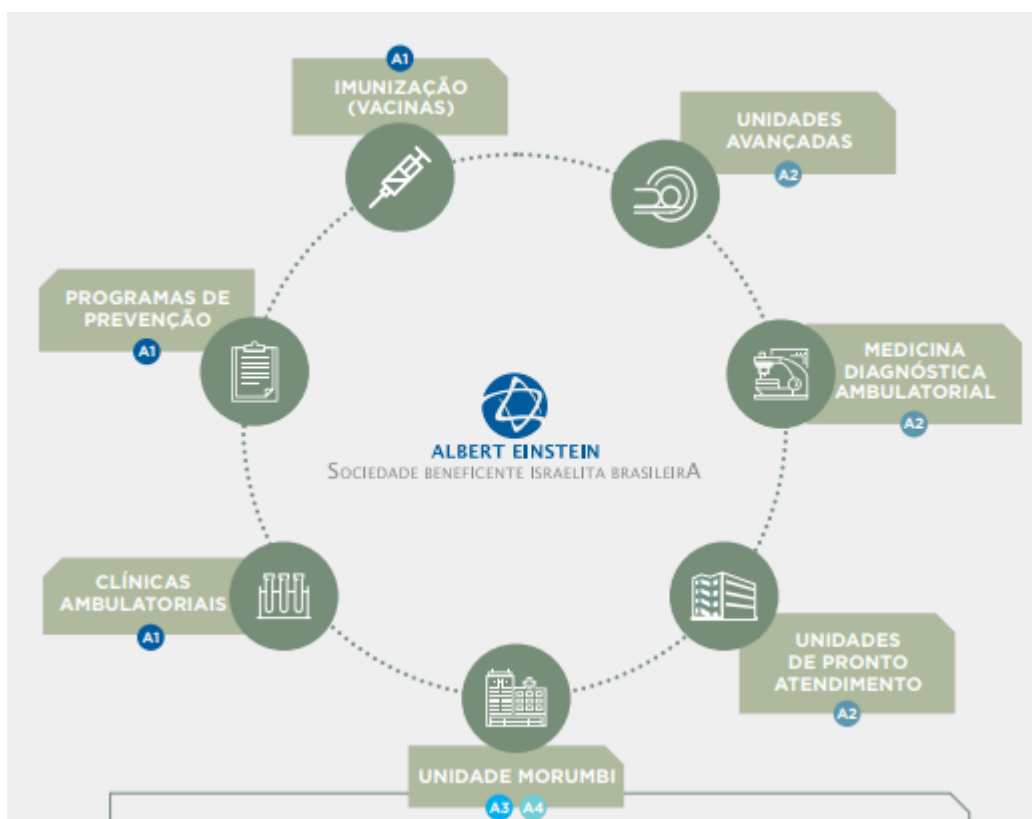 A1
IMUNIZAÇÃO
(VACINAS)
UNIDADES
AVANÇADAS
A2
PROGRAMAS DE
PREVENÇÃO
A1
MEDICINA
DIAGNÓSTICA
AMBULATORIAL
A2
ALBERT EINSTEIN
SOCIEDADE BENEFICENTE ISRAELITA BRASILEIRA
CLÍNICAS
AMBULATORIAIS
A1
UNIDADES
DE PRONTO
ATENDIMENTO
A2
UNIDADE MORUMBI
A3 A4